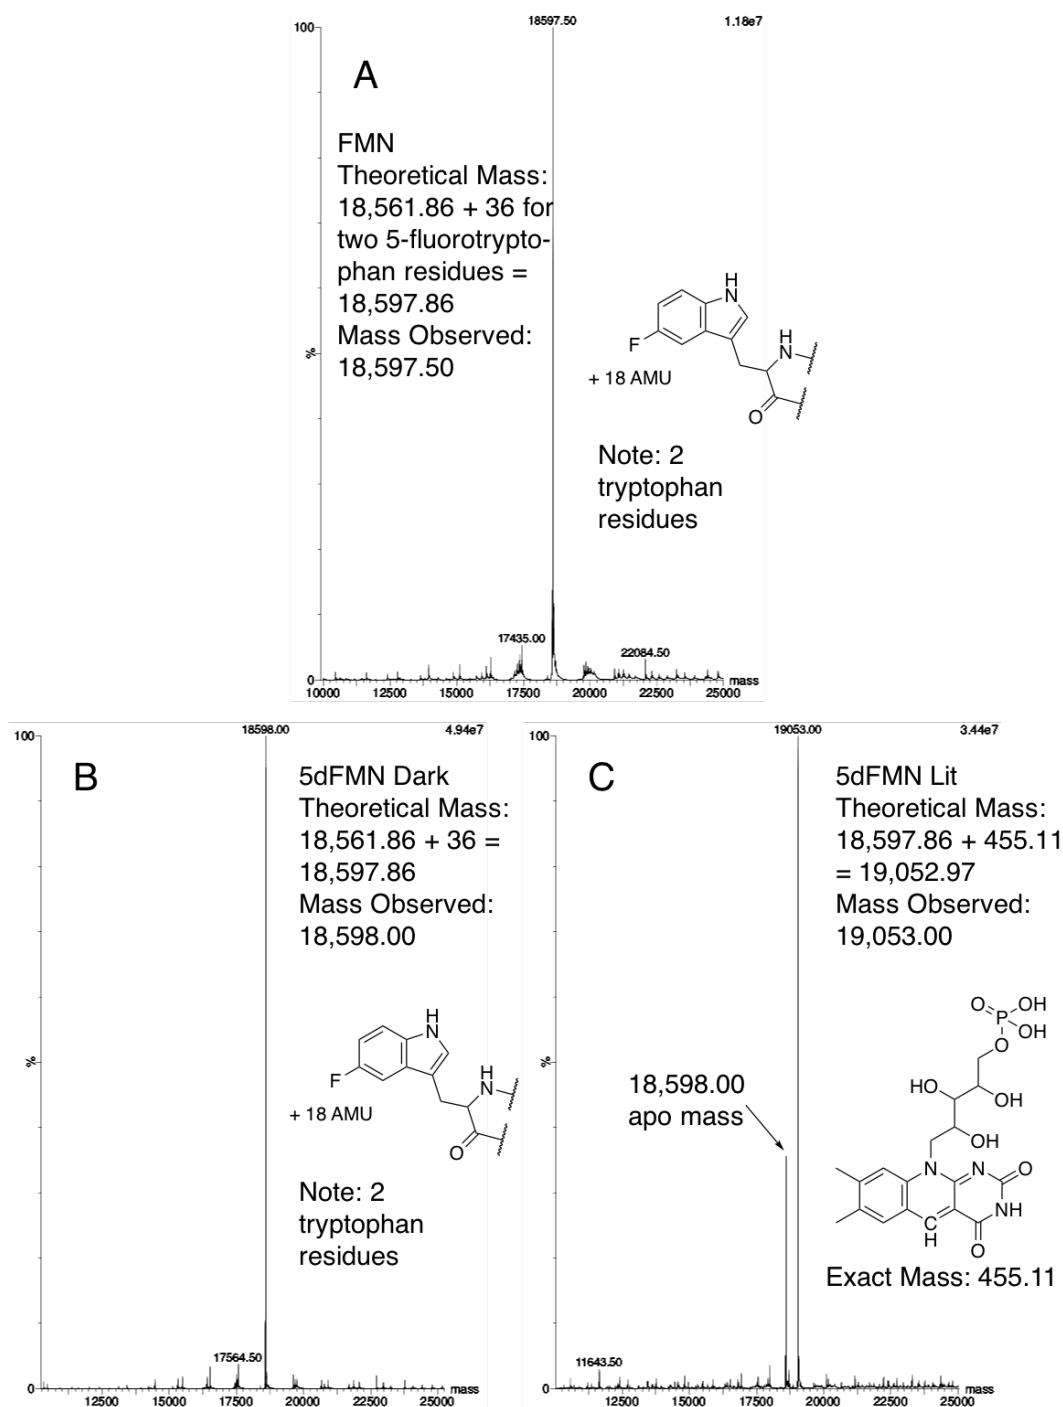 18597.50
1.18e7
100
A
FMN
Theoretical Mass:
18,561.86 + 36 for
two 5-fluorotrypto-
phan residues =
18,597.86
Mass Observed:
18,597.50
%
H
N
F
H
N
+ 18 AMU
O
Note: 2
tryptophan
residues
17435.00
22084.50
0
mass
10000 12500 15000 17500 20000 22500 25000
18598.00
4.94e7
100
B
5dFMN Dark
Theoretical Mass:
18,561.86 + 36 =
18,597.86
Mass Observed:
18,598.00
%
H
N
F
H
N
+ 18 AMU
O
Note: 2
tryptophan
residues
17564.50
0
mass
12500 15000 17500 20000 22500 25000
19053.00
3.44e7
100
C
5dFMN Lit
Theoretical Mass:
18,597.86 + 455.11
= 19,052.97
Mass Observed:
19,053.00
%
18,598.00
apo mass
O OH
P
OH
O
HO
OH
OH
N N O
NH
C
H
O
Exact Mass: 455.11
11643.50
0
mass
12500 15000 17500 20000 22500 25000